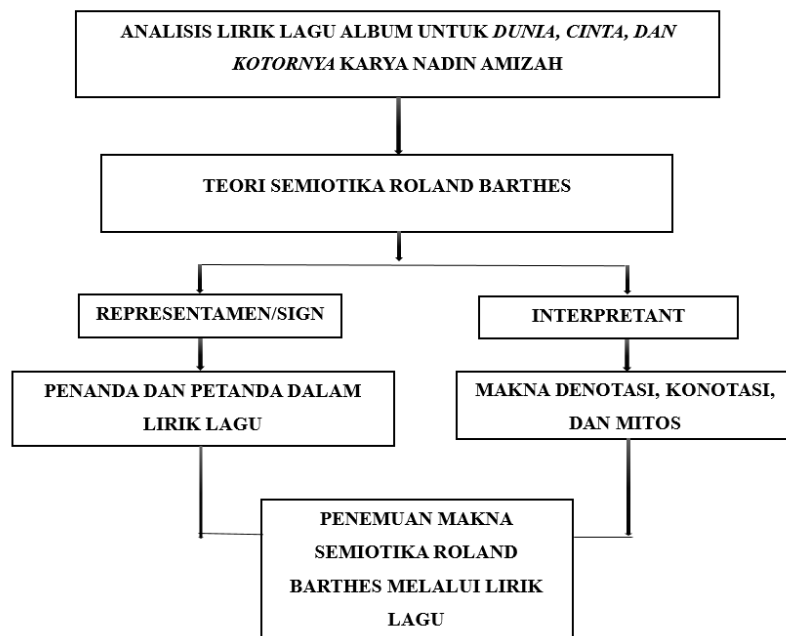 ANALISIS LIRIK LAGU ALBUM UNTUK DUNIA, CINTA, DAN
KOTORNYA KARYA NADIN AMIZAH
TEORI SEMIOTIKA ROLAND BARTHES
REPRESENTAMEN/SIGN
INTERPRETANT
PENANDA DAN PETANDA DALAM
LIRIK LAGU
MAKNA DENOTASI, KONOTASI,
DAN MITOS
PENEMUAN MAKNA
SEMIOTIKA ROLAND
BARTHES MELALUI LIRIK
LAGU